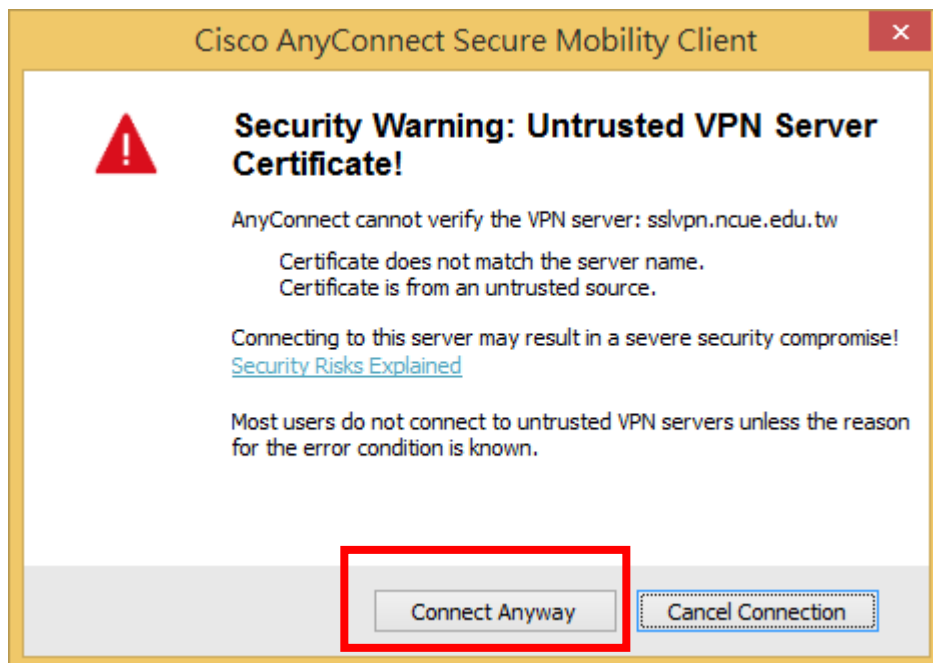 Cisco AnyConnect Secure Mobility Client
Security Warning: Untrusted VPN Server
Certificate!
AnyConnect cannot verify the VPN server: sslvpn.ncue.edu.tw
Certificate does not match the server name.
Certificate is from an untrusted source.
Connecting to this server may result in a severe security compromise!
Security Risks Explained
Most users do not connect to untrusted VPN servers unless the reason
for the error condition is known.
Connect Anyway
Cancel Connection